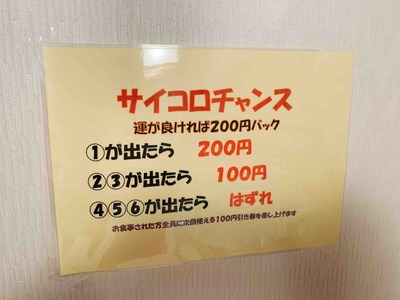 サイコロチャンス
運が良ければ200円バック
①が出たら 200円
②③が出たら 100円
④⑤⑥が出たら はずれ
お食事された方全員に次回使える100円引き券を差し上げます